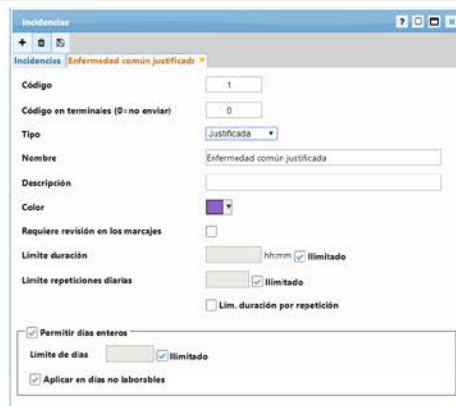 Incidencias
Incidencias Enfermedad común justificada
Código 1
Código en terminales (0=no enviar) 0
Tipo Justificada
Nombre Enfermedad común justificada
Descripción
Color
Requiere revisión en los marcajes
Límite duración hh:mm Ilimitado
Límite repeticiones diarias Ilimitado
Lím. duración por repetición
Permitir días enteros
Límite de días Ilimitado
Aplicar en días no laborables